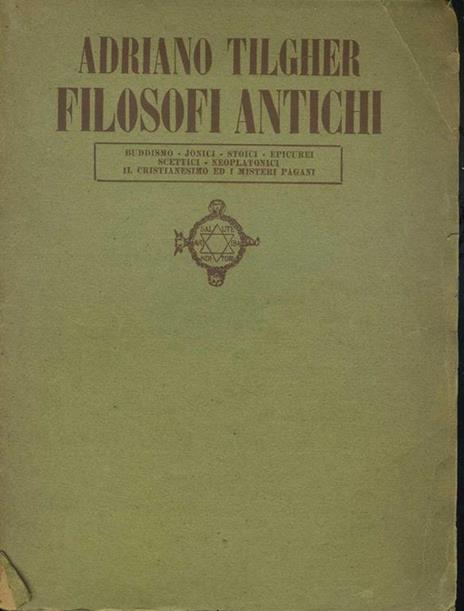 ADRIANO TILGHER
FILOSOFI ANTICHI
BUDDISMO - JONICI - STOICI - EPICUREI
SCETTICI - NEOPLATONICI
IL CRISTIANESIMO ED I MISTERI PAGANI